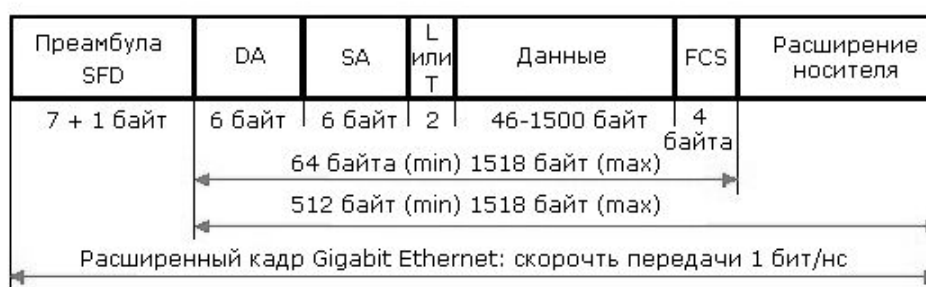 Преамбула
SFD
DA
SA
L
или
T
Данные
FCS
Расширение
носителя
7 + 1 байт
6 байт
6 байт
2
46-1500 байт
4
байта
64 байта (min) 1518 байт (max)
512 байт (min) 1518 байт (max)
Расширенный кадр Gigabit Ethernet: скорочть передачи 1 бит/нс